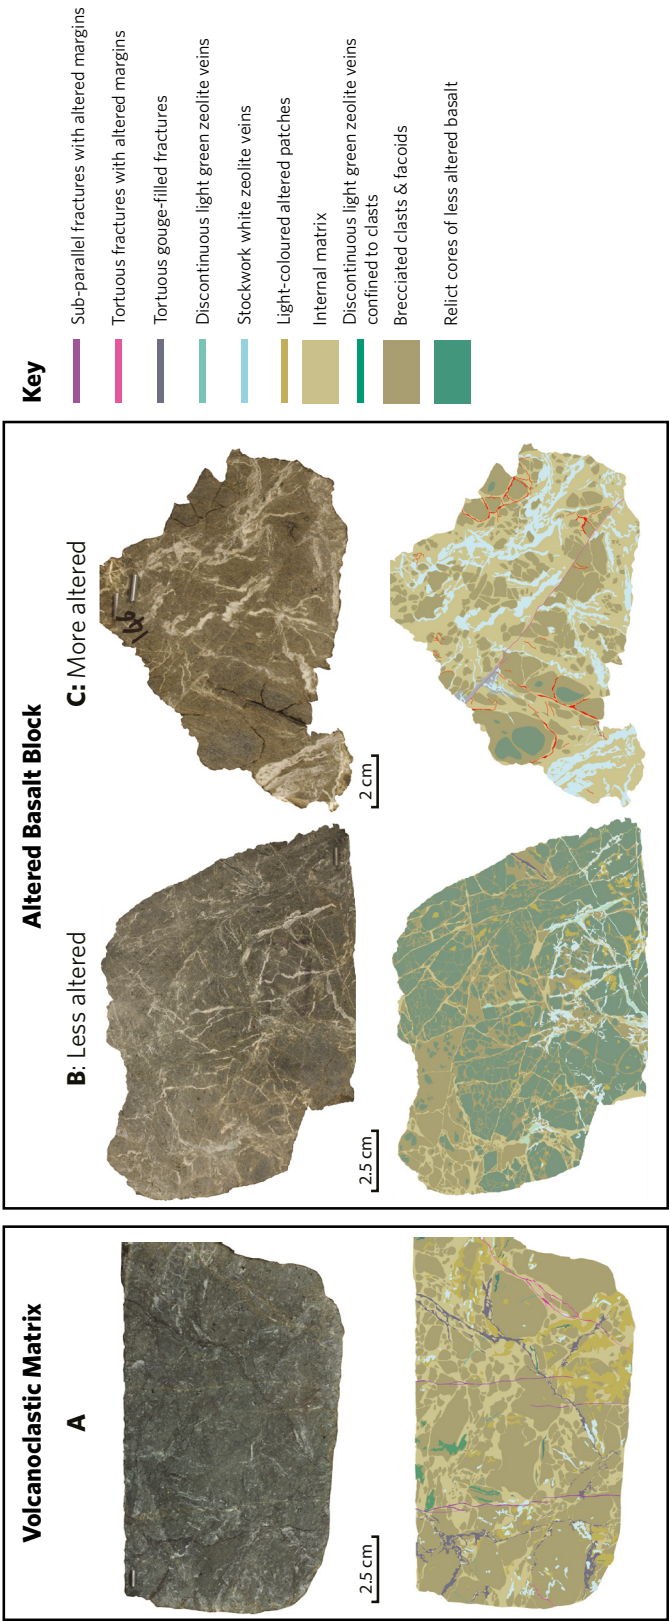 Volcanoclastic Matrix
A
2.5 cm
Altered Basalt Block
B: Less altered
2.5 cm
C: More altered
2 cm
Key
Sub-parallel fractures with altered margins
Tortuous fractures with altered margins
Tortuous gouge-filled fractures
Discontinuous light green zeolite veins
Stockwork white zeolite veins
Light-coloured altered patches
Internal matrix
Discontinuous light green zeolite veins
confined to clasts
Brecciated clasts & facoids
Relict cores of less altered basalt